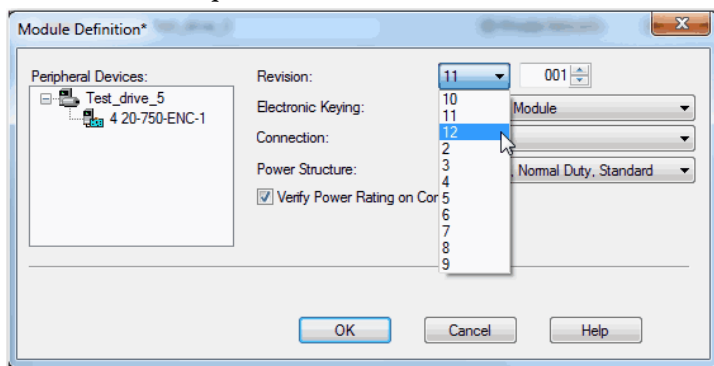 Module Definition*
Peripheral Devices:
Test_drive_5
4 20-750-ENC-1
Revision:
11
001
Electronic Keying:
Module
Connection:
Power Structure:
, Normal Duty, Standard
Verify Power Rating on Con
10
11
12
2
3
4
5
6
7
8
9
OK
Cancel
Help